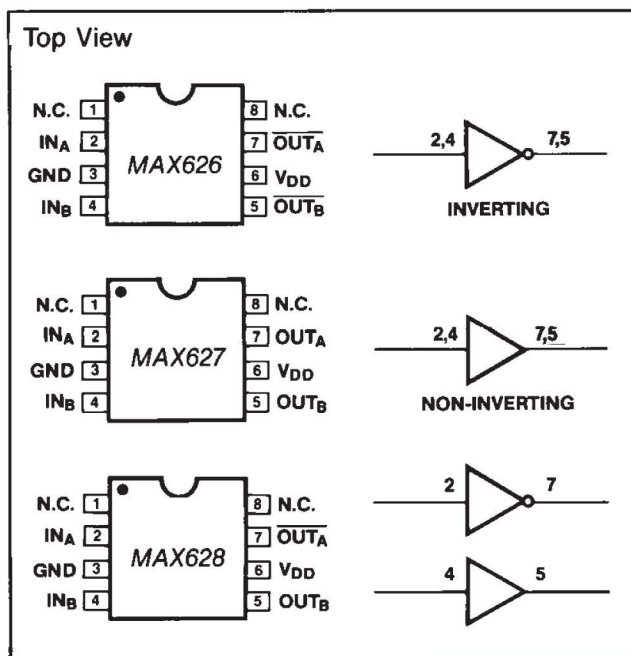 Top View
N.C. 1 8 N.C.
IN_A 2 7 O̅U̅T̅_A̅
GND 3 MAX626 6 V_DD
IN_B 4 5 O̅U̅T̅_B̅
2,4 7,5
INVERTING
N.C. 1 8 N.C.
IN_A 2 7 OUT_A
GND 3 MAX627 6 V_DD
IN_B 4 5 OUT_B
2,4 7,5
NON-INVERTING
N.C. 1 8 N.C.
IN_A 2 7 O̅U̅T̅_A̅
GND 3 MAX628 6 V_DD
IN_B 4 5 OUT_B
2 7
4 5